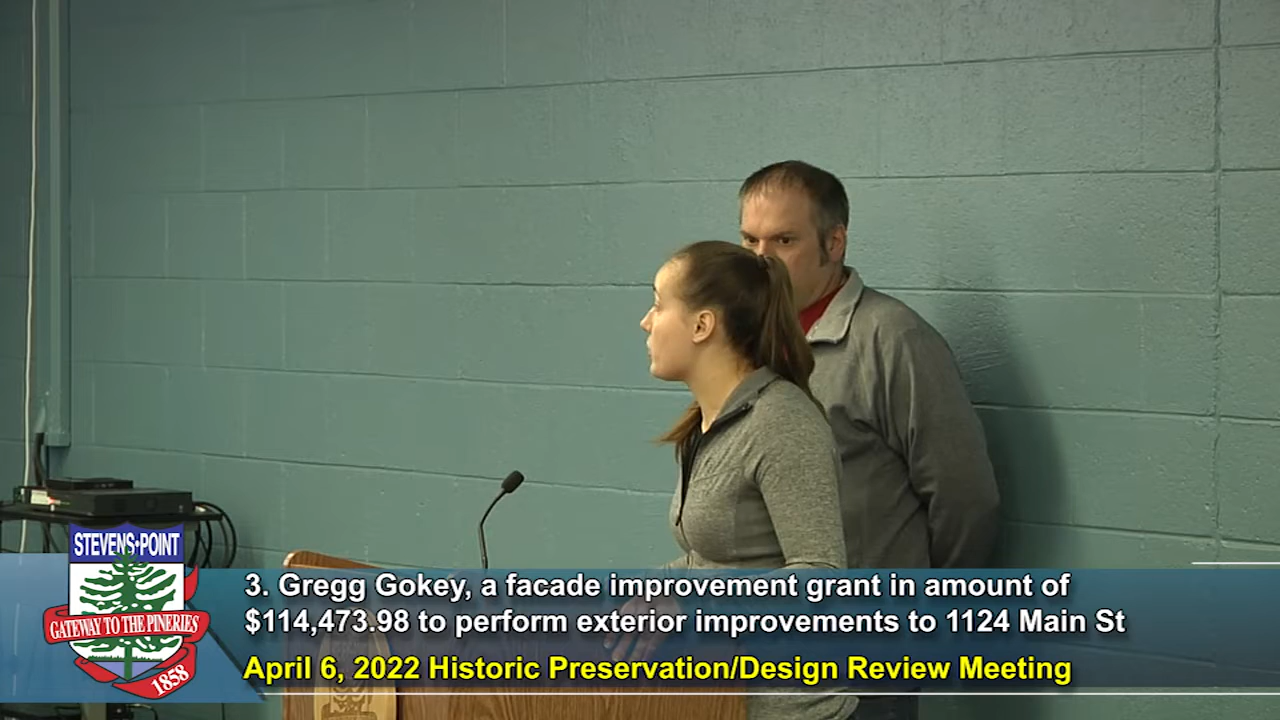 STEVENS•POINT
GATEWAY TO THE PINERIES
1858
3. Gregg Gokey, a facade improvement grant in amount of
$114,473.98 to perform exterior improvements to 1124 Main St
April 6, 2022 Historic Preservation/Design Review Meeting